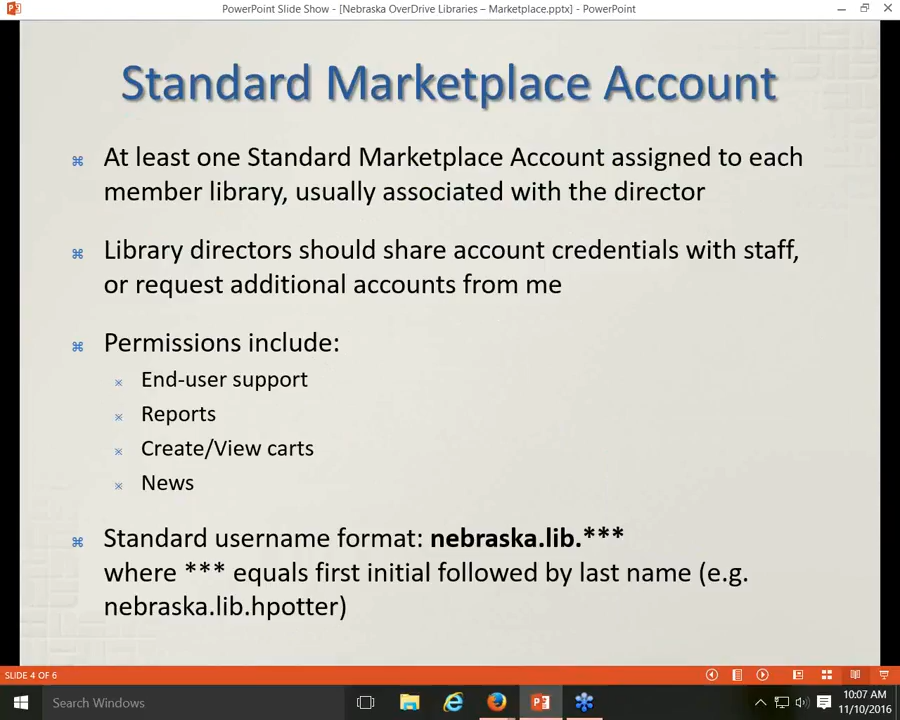 PowerPoint Slide Show - [Nebraska OverDrive Libraries – Marketplace.pptx] - PowerPoint
Standard Marketplace Account
At least one Standard Marketplace Account assigned to each
member library, usually associated with the director
Library directors should share account credentials with staff,
or request additional accounts from me
Permissions include:
End-user support
Reports
Create/View carts
News
Standard username format: nebraska.lib.***
where *** equals first initial followed by last name (e.g.
nebraska.lib.hpotter)
SLIDE 4 OF 6
Search Windows
10:07 AM
11/10/2016